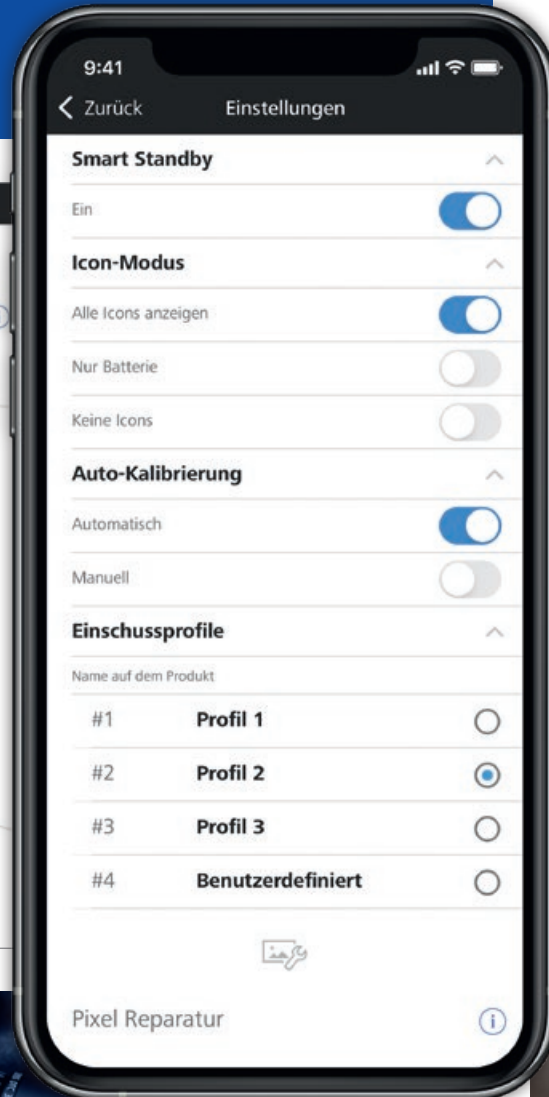 9:41
Zurück Einstellungen
Smart Standby
Ein
Icon-Modus
Alle Icons anzeigen
Nur Batterie
Keine Icons
Auto-Kalibrierung
Automatisch
Manuell
Einschussprofile
Name auf dem Produkt
#1 Profil 1
#2 Profil 2
#3 Profil 3
#4 Benutzerdefiniert
Pixel Reparatur